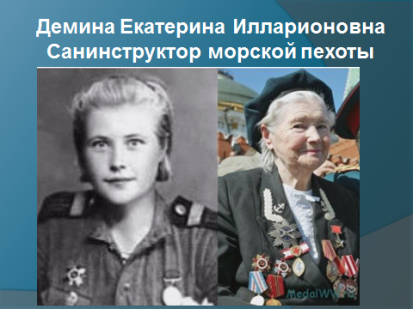 Демина Екатерина Илларионовна
Санинструктор морской пехоты